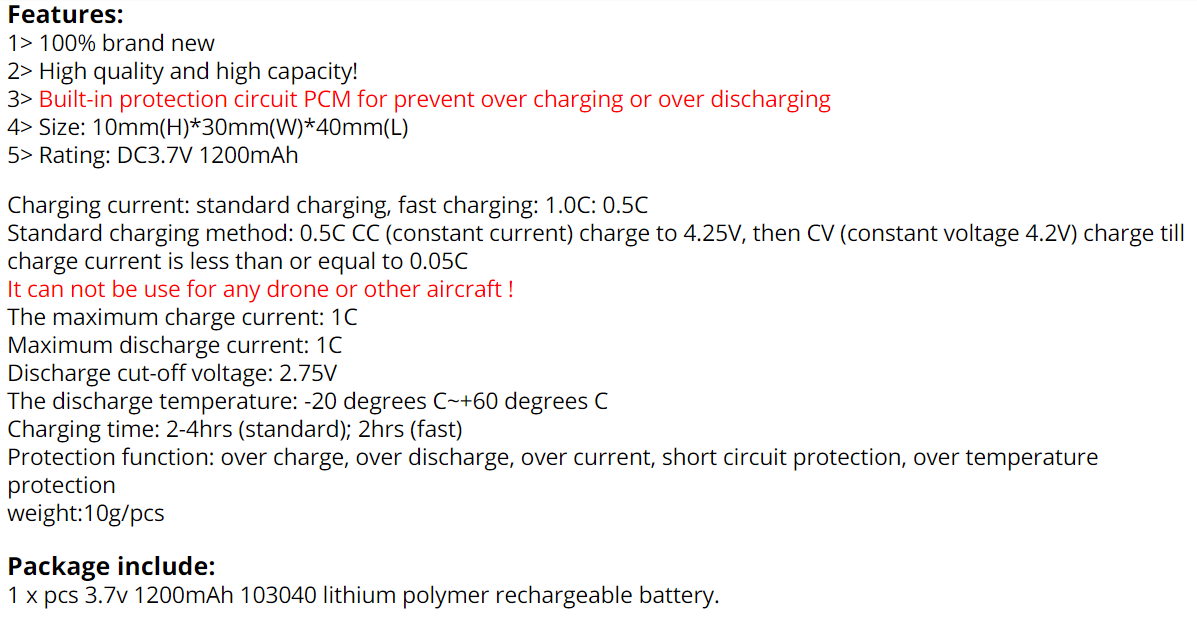 Features:
1> 100% brand new
2> High quality and high capacity!
3> Built-in protection circuit PCM for prevent over charging or over discharging
4> Size: 10mm(H)*30mm(W)*40mm(L)
5> Rating: DC3.7V 1200mAh
Charging current: standard charging, fast charging: 1.0C: 0.5C
Standard charging method: 0.5C CC (constant current) charge to 4.25V, then CV (constant voltage 4.2V) charge till
charge current is less than or equal to 0.05C
It can not be use for any drone or other aircraft !
The maximum charge current: 1C
Maximum discharge current: 1C
Discharge cut-off voltage: 2.75V
The discharge temperature: -20 degrees C~+60 degrees C
Charging time: 2-4hrs (standard); 2hrs (fast)
Protection function: over charge, over discharge, over current, short circuit protection, over temperature
protection
weight:10g/pcs
Package include:
1 x pcs 3.7v 1200mAh 103040 lithium polymer rechargeable battery.